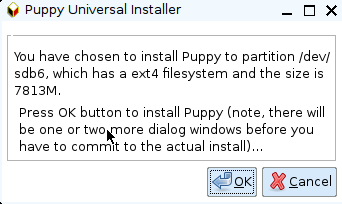 Puppy Universal Installer
You have chosen to install Puppy to partition /dev/
sdb6, which has a ext4 filesystem and the size is
7813M.
Press OK button to install Puppy (note, there will
be one or two more dialog windows before you
have to commit to the actual install)...
OK
Cancel